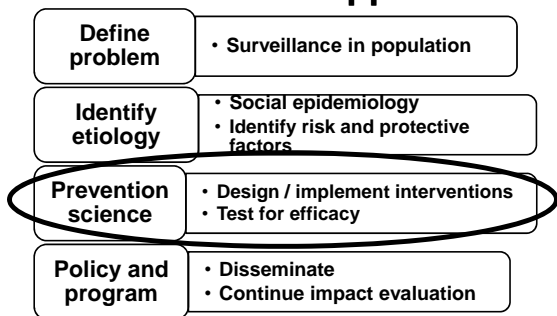 Define
problem
• Surveillance in population
Identify
etiology
• Social epidemiology
• Identify risk and protective
factors
Prevention
science
• Design / implement interventions
• Test for efficacy
Policy and
program
• Disseminate
• Continue impact evaluation